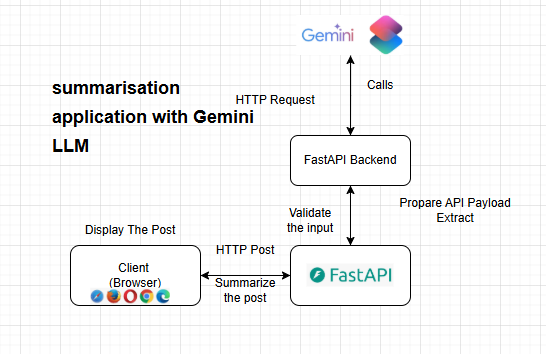 Gemini
summarisation
application with Gemini
LLM
HTTP Request
Calls
FastAPI Backend
Validate
the input
Propare API Payload
Extract
Display The Post
HTTP Post
Client
(Browser)
Summarize
the post
FastAPI